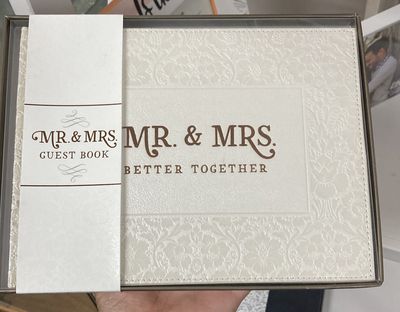 MR. & MRS.
GUEST BOOK
MR. & MRS.
BETTER TOGETHER